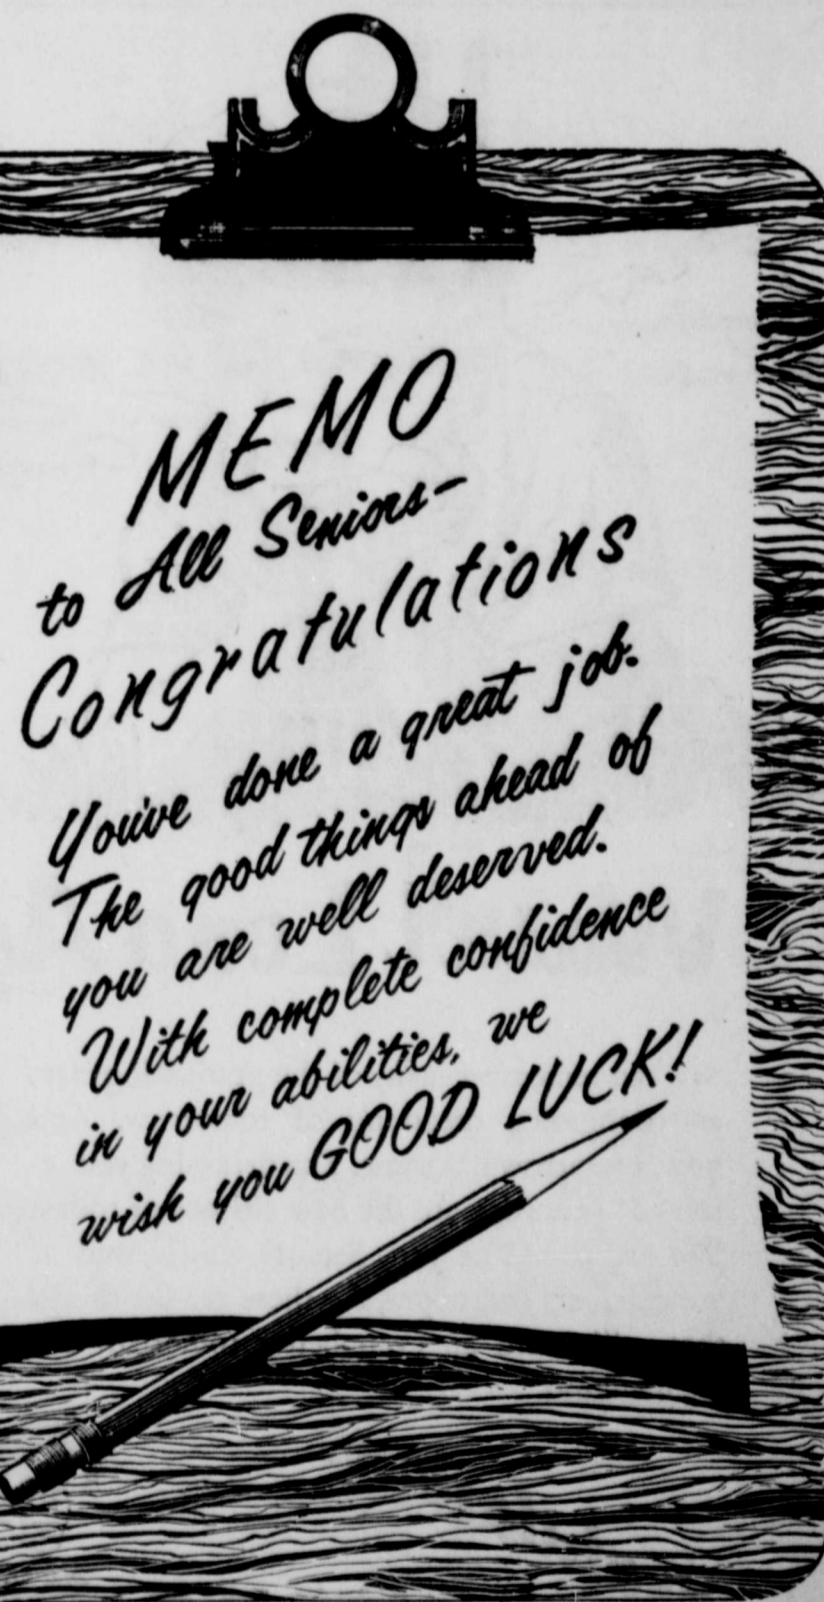 MEMO
to All Seniors—
Congratulations
You've done a great job.
The good things ahead of
you are well deserved.
With complete confidence
in your abilities, we
wish you GOOD LUCK!